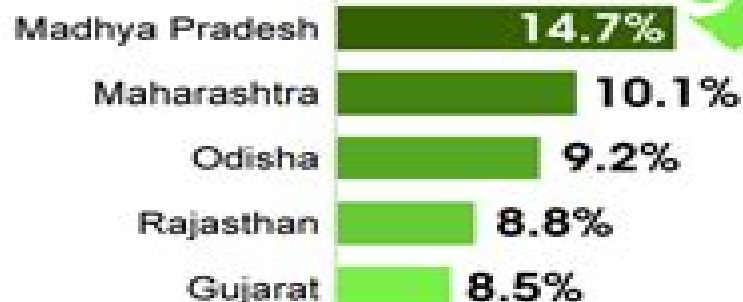 Madhya Pradesh 14.7%
Maharashtra 10.1%
Odisha 9.2%
Rajasthan 8.8%
Gujarat 8.5%